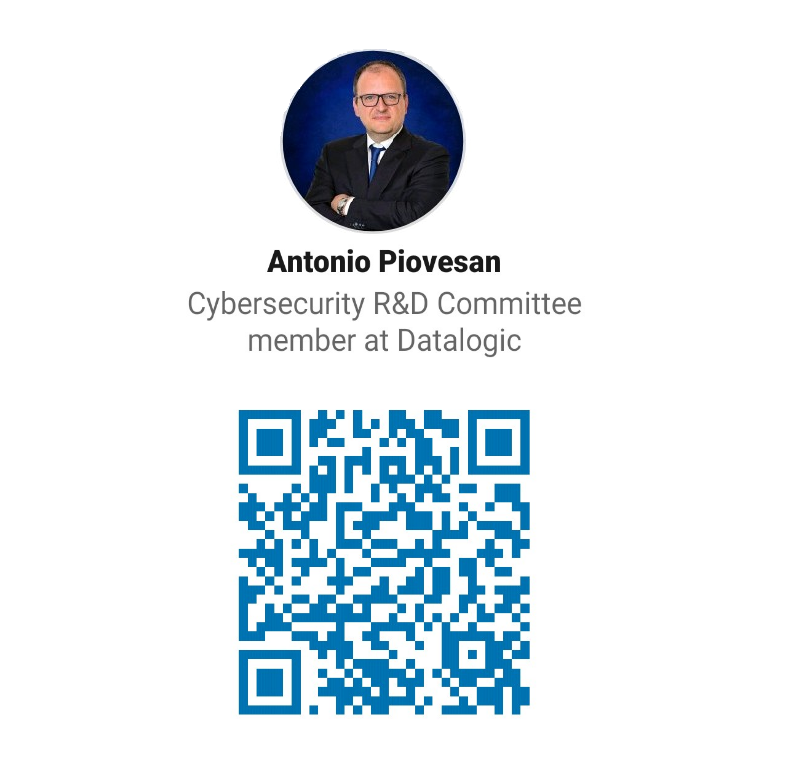 Antonio Piovesan
Cybersecurity R&D Committee
member at Datalogic